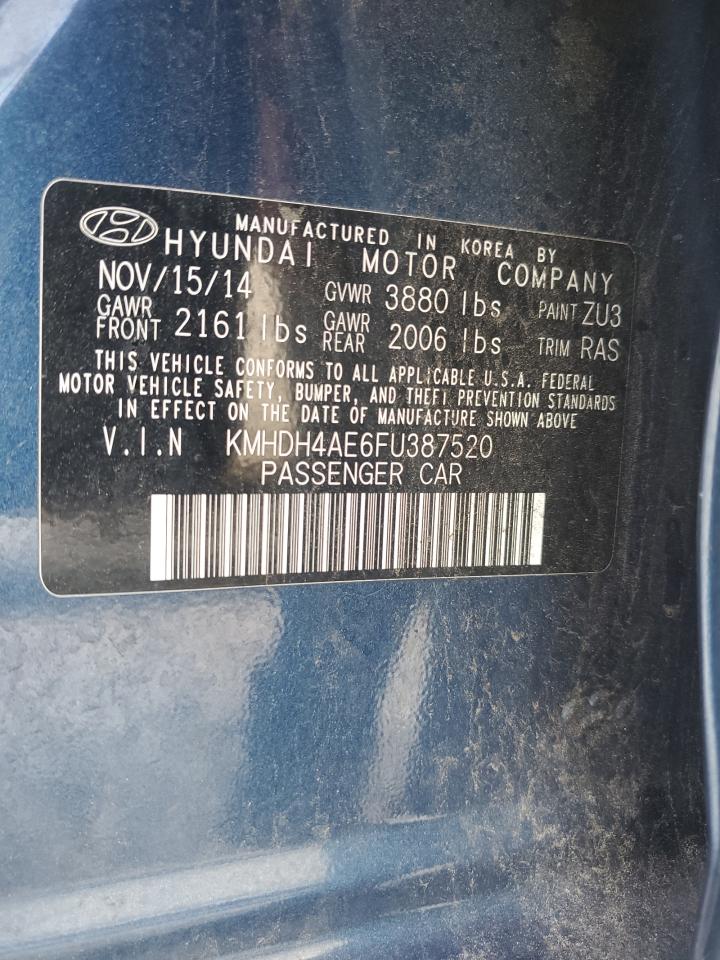 MANUFACTURED IN KOREA BY
HYUNDAI MOTOR COMPANY
NOV/15/14 GVWR 3880 lbs PAINT ZU3
GAWR FRONT 2161 lbs GAWR REAR 2006 lbs TRIM RAS
THIS VEHICLE CONFORMS TO ALL APPLICABLE U.S.A. FEDERAL
MOTOR VEHICLE SAFETY, BUMPER, AND THEFT PREVENTION STANDARDS
IN EFFECT ON THE DATE OF MANUFACTURE SHOWN ABOVE
V.I.N KMHDH4AE6FU387520
PASSENGER CAR